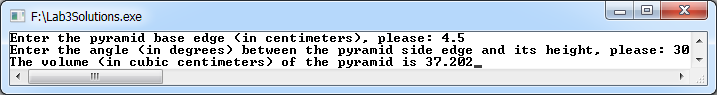 F:\Lab3Solutions.exe
Enter the pyramid base edge (in centimeters), please: 4.5
Enter the angle (in degrees) between the pyramid side edge and its height, please: 30
The volume (in cubic centimeters) of the pyramid is 37.202